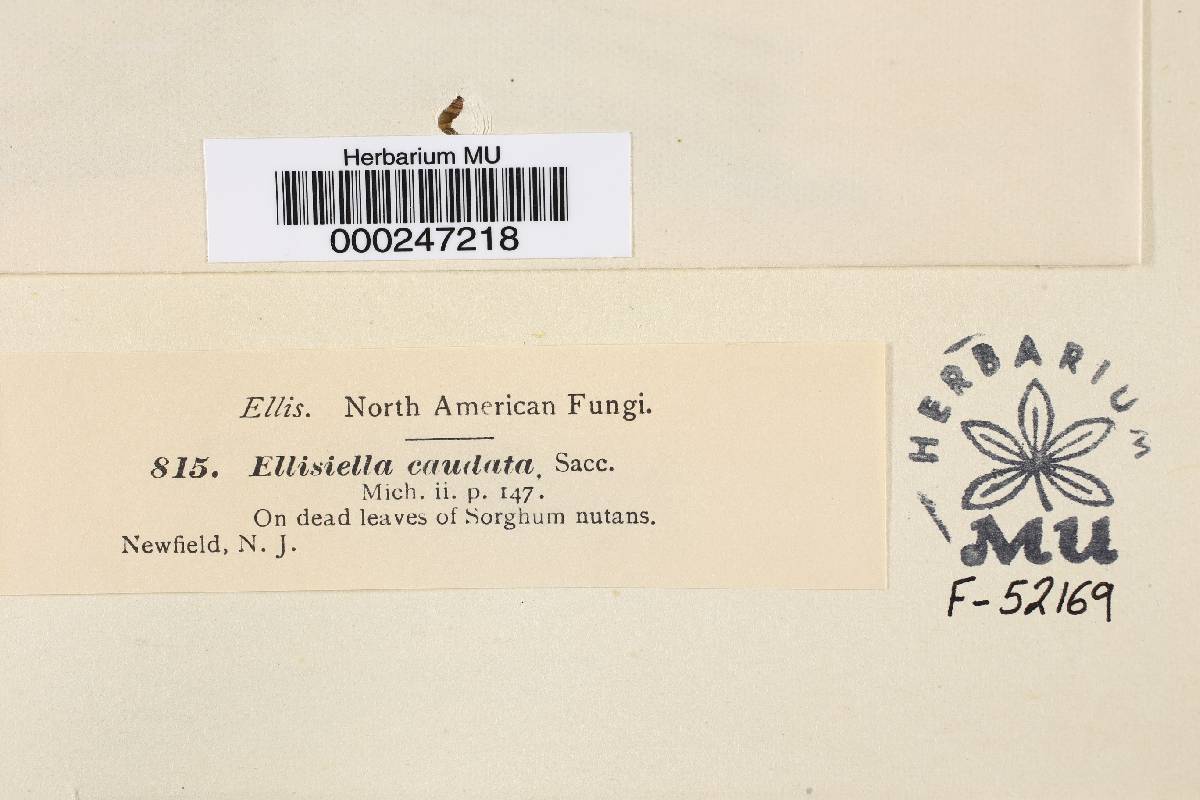 Herbarium MU
000247218
Ellis. North American Fungi.
815. Ellisiella caudata, Sacc.
Mich. ii. p. 147.
On dead leaves of Sorghum nutans.
Newfield, N. J.
HERBARIUM
MU
F-52169